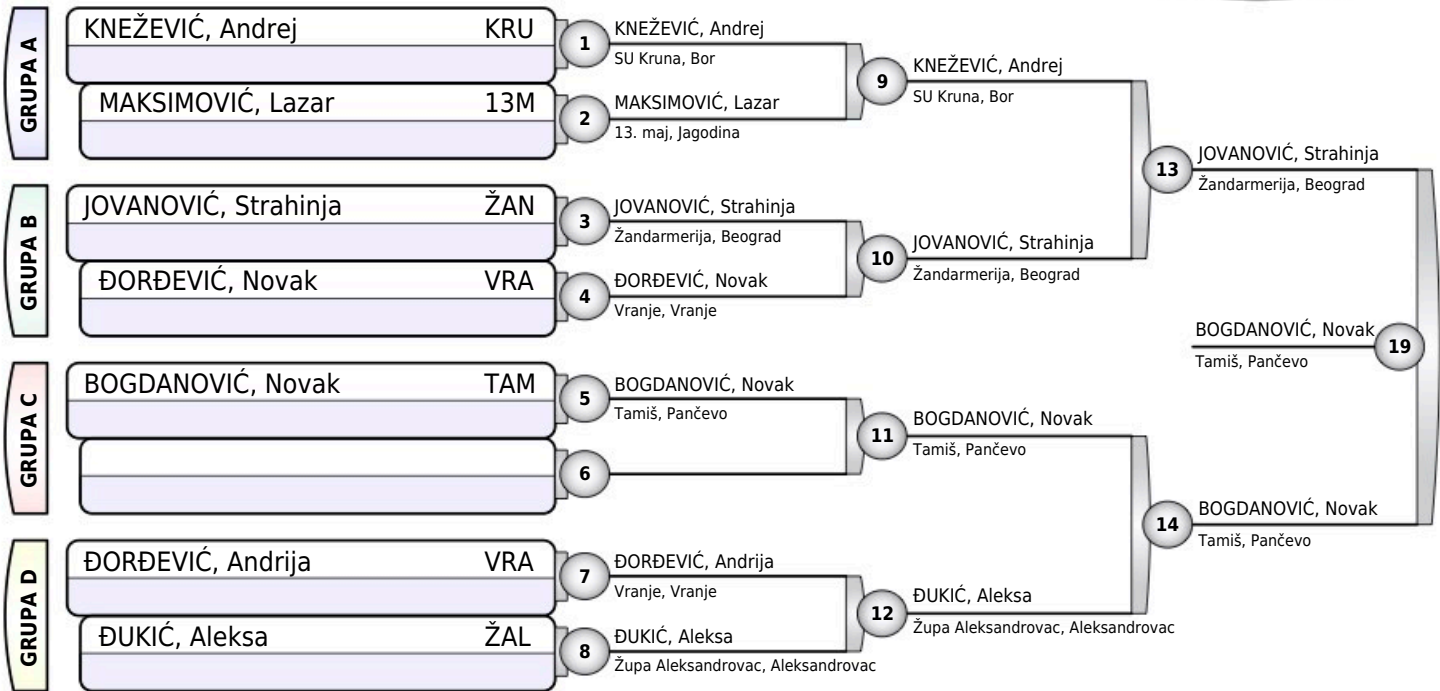 GRUPA A
KNEŽEVIĆ, Andrej KRU
MAKSIMOVIĆ, Lazar 13M
1
KNEŽEVIĆ, Andrej
SU Kruna, Bor
2
MAKSIMOVIĆ, Lazar
13. maj, Jagodina
9
KNEŽEVIĆ, Andrej
SU Kruna, Bor
GRUPA B
JOVANOVIĆ, Strahinja ŽAN
ĐORĐEVIĆ, Novak VRA
3
JOVANOVIĆ, Strahinja
Žandarmerija, Beograd
4
ĐORĐEVIĆ, Novak
Vranje, Vranje
10
JOVANOVIĆ, Strahinja
Žandarmerija, Beograd
13
JOVANOVIĆ, Strahinja
Žandarmerija, Beograd
GRUPA C
BOGDANOVIĆ, Novak TAM
5
BOGDANOVIĆ, Novak
Tamiš, Pančevo
6
11
BOGDANOVIĆ, Novak
Tamiš, Pančevo
GRUPA D
ĐORĐEVIĆ, Andrija VRA
ĐUKIĆ, Aleksa ŽAL
7
ĐORĐEVIĆ, Andrija
Vranje, Vranje
8
ĐUKIĆ, Aleksa
Župa Aleksandrovac, Aleksandrovac
12
ĐUKIĆ, Aleksa
Župa Aleksandrovac, Aleksandrovac
14
BOGDANOVIĆ, Novak
Tamiš, Pančevo
BOGDANOVIĆ, Novak
Tamiš, Pančevo
19